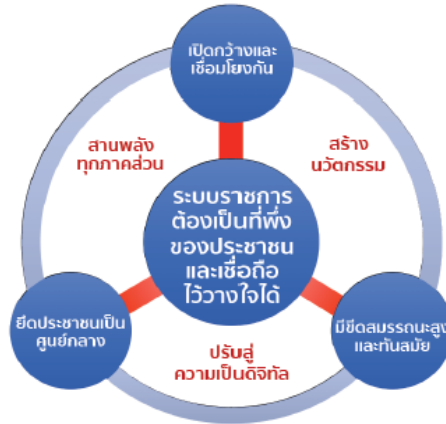 เปิดกว้างและ
เชื่อมโยงกัน
สานพลัง
ทุกภาคส่วน
สร้าง
นวัตกรรม
ระบบราชการ
ต้องเป็นที่พึ่ง
ของประชาชน
และเชื่อถือ
ไว้วางใจได้
ยึดประชาชนเป็น
ศูนย์กลาง
มีขีดสมรรถนะสูง
และทันสมัย
ปรับสู่
ความเป็นดิจิทัล